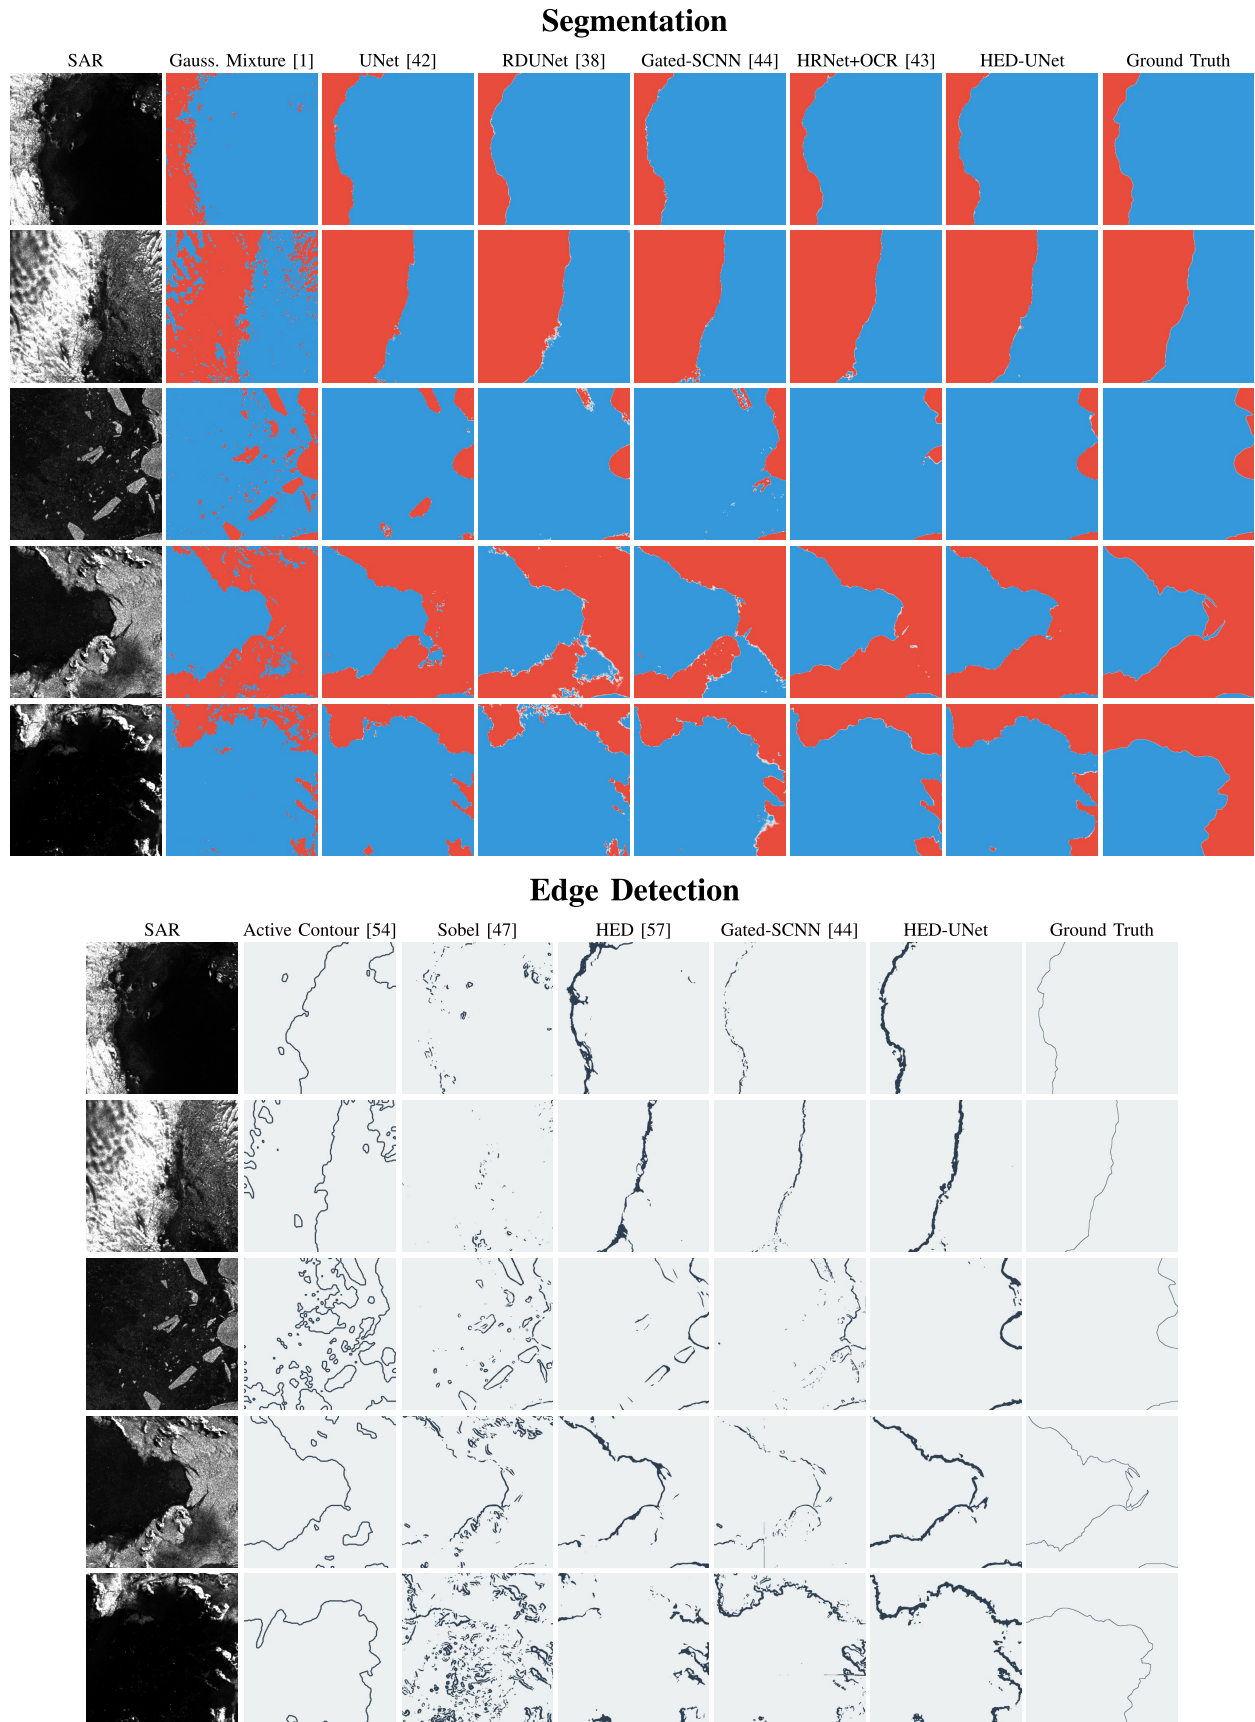 Segmentation
SAR Gauss. Mixture [1] UNet [42] RDUNet [38] Gated-SCNN [44] HRNet+OCR [43] HED-UNet Ground Truth
Edge Detection
SAR Active Contour [54] Sobel [47] HED [57] Gated-SCNN [44] HED-UNet Ground Truth